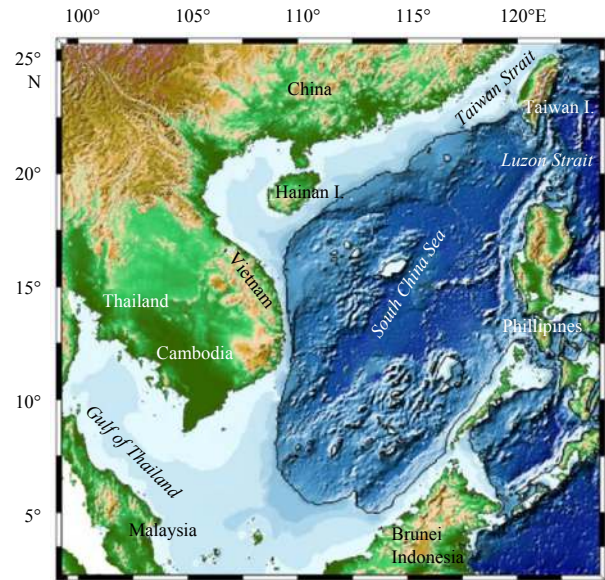 100° 105° 110° 115° 120°E
25°
N
20°
15°
10°
5°
China
Taiwan Strait
Taiwan I.
Luzon Strait
Hainan I.
Vietnam
South China Sea
Thailand
Phillipines
Cambodia
Gulf of Thailand
Malaysia
Brunei
Indonesia